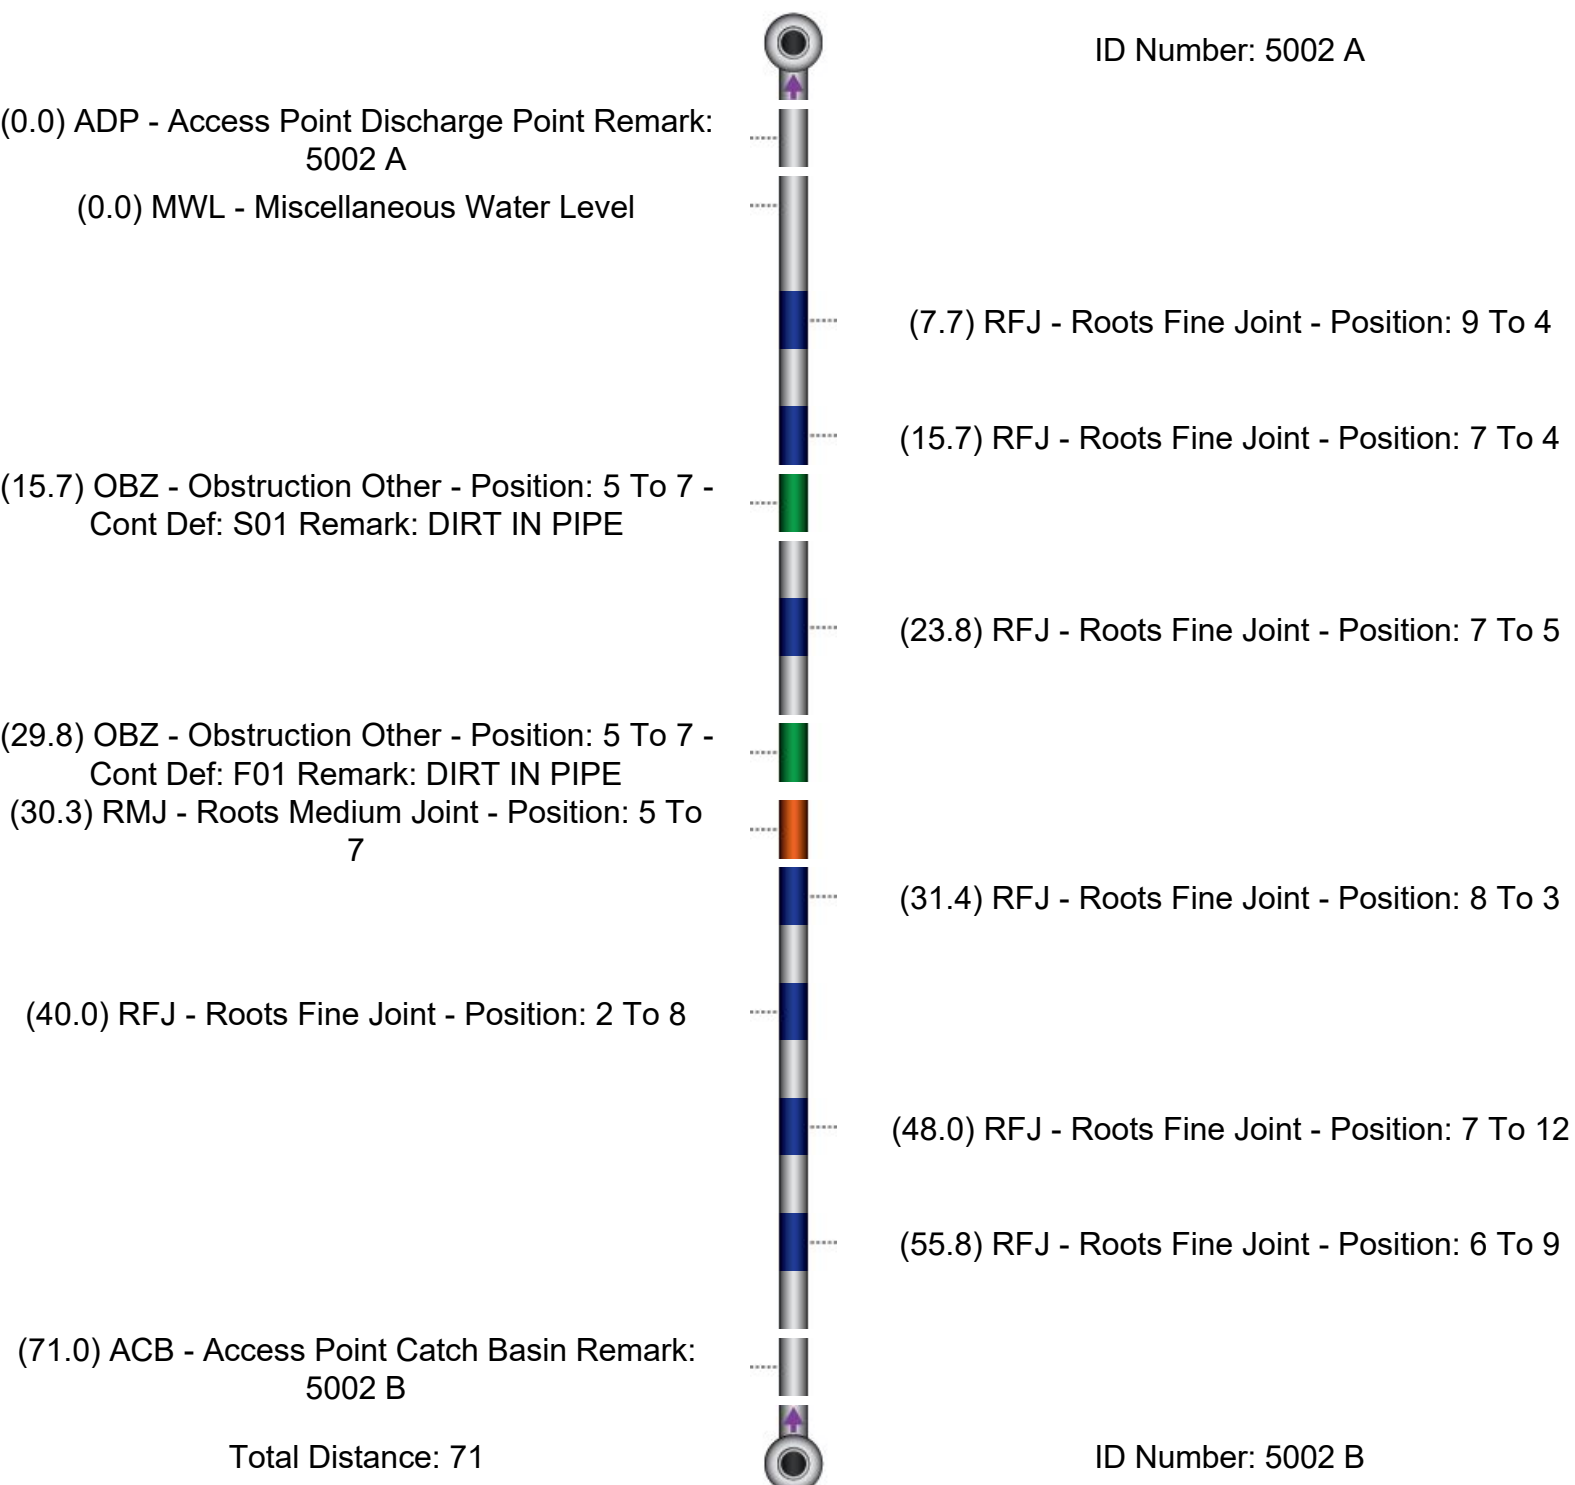 ID Number: 5002 A
(0.0) ADP - Access Point Discharge Point Remark:
5002 A
(0.0) MWL - Miscellaneous Water Level
(7.7) RFJ - Roots Fine Joint - Position: 9 To 4
(15.7) RFJ - Roots Fine Joint - Position: 7 To 4
(15.7) OBZ - Obstruction Other - Position: 5 To 7 -
Cont Def: S01 Remark: DIRT IN PIPE
(23.8) RFJ - Roots Fine Joint - Position: 7 To 5
(29.8) OBZ - Obstruction Other - Position: 5 To 7 -
Cont Def: F01 Remark: DIRT IN PIPE
(30.3) RMJ - Roots Medium Joint - Position: 5 To
7
(31.4) RFJ - Roots Fine Joint - Position: 8 To 3
(40.0) RFJ - Roots Fine Joint - Position: 2 To 8
(48.0) RFJ - Roots Fine Joint - Position: 7 To 12
(55.8) RFJ - Roots Fine Joint - Position: 6 To 9
(71.0) ACB - Access Point Catch Basin Remark:
5002 B
Total Distance: 71
ID Number: 5002 B